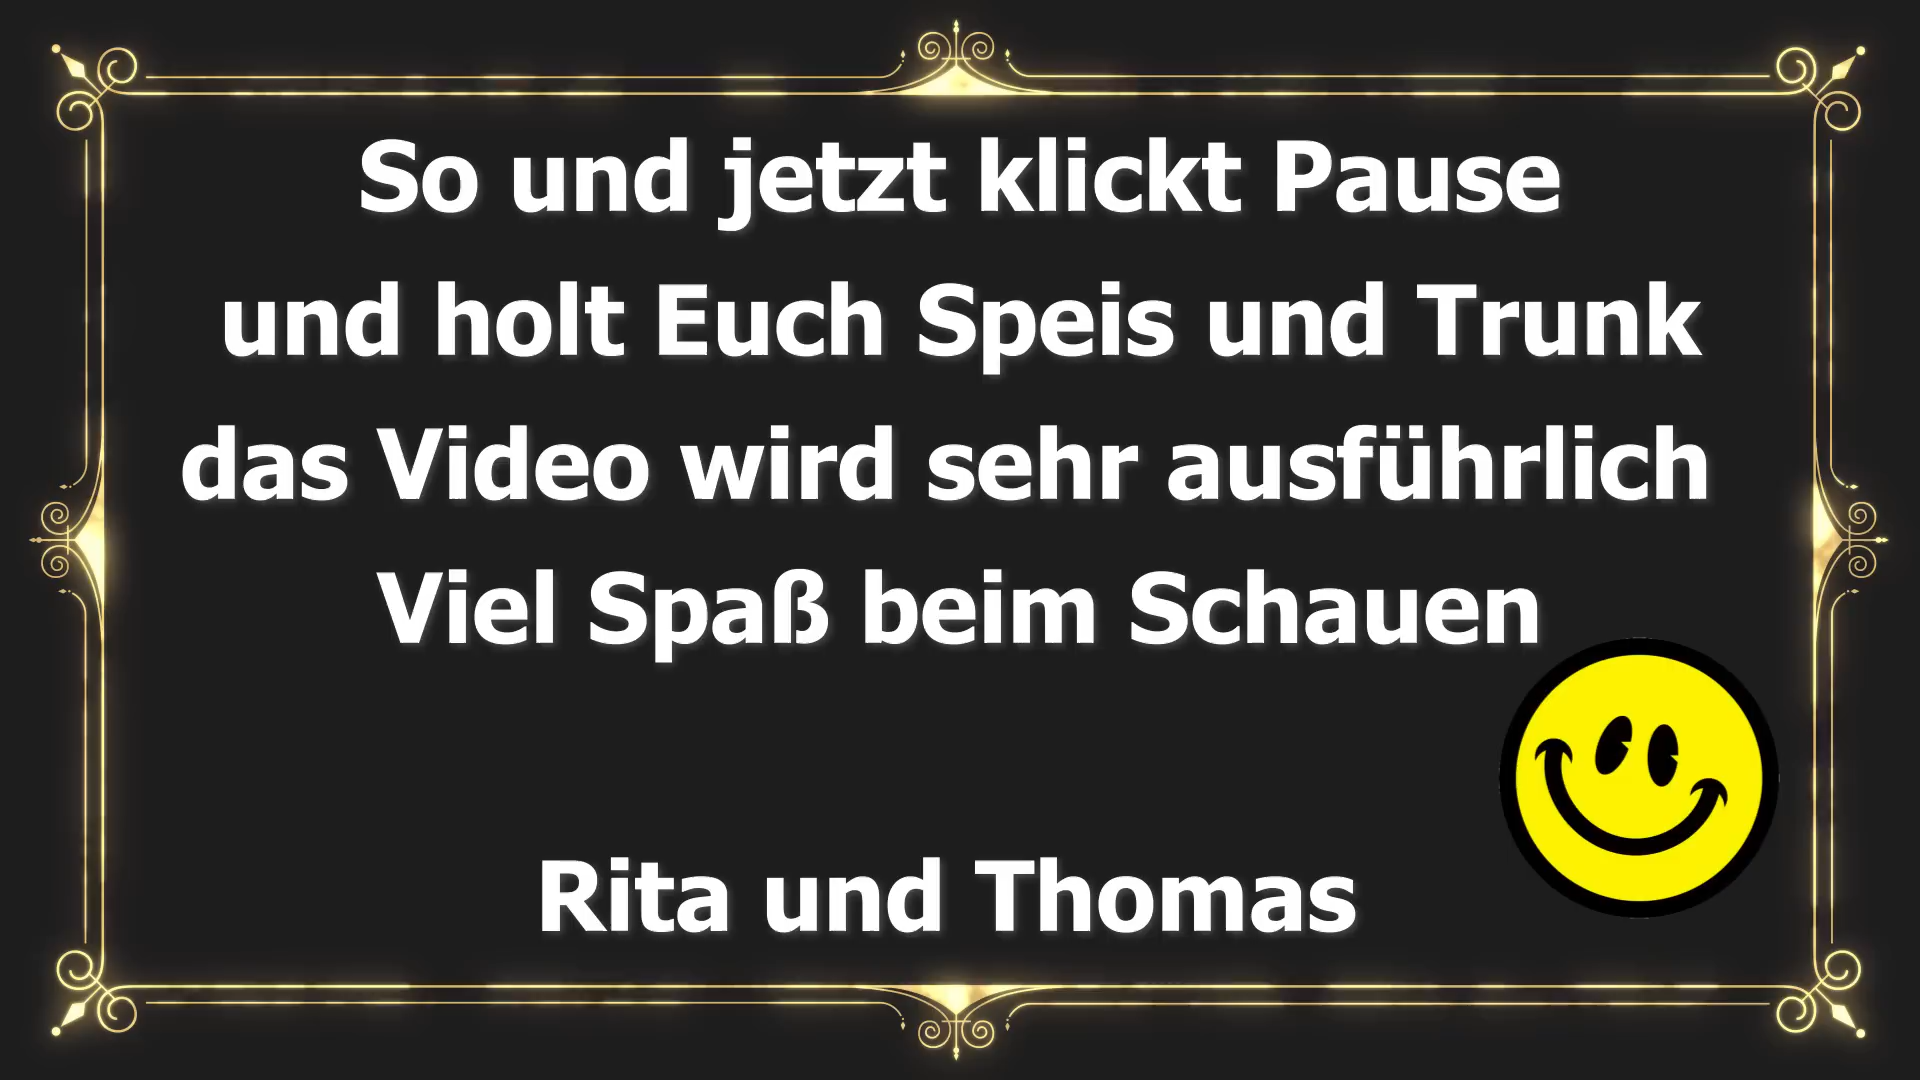 So und jetzt klickt Pause
und holt Euch Speis und Trunk
das Video wird sehr ausführlich
Viel Spaß beim Schauen
Rita und Thomas